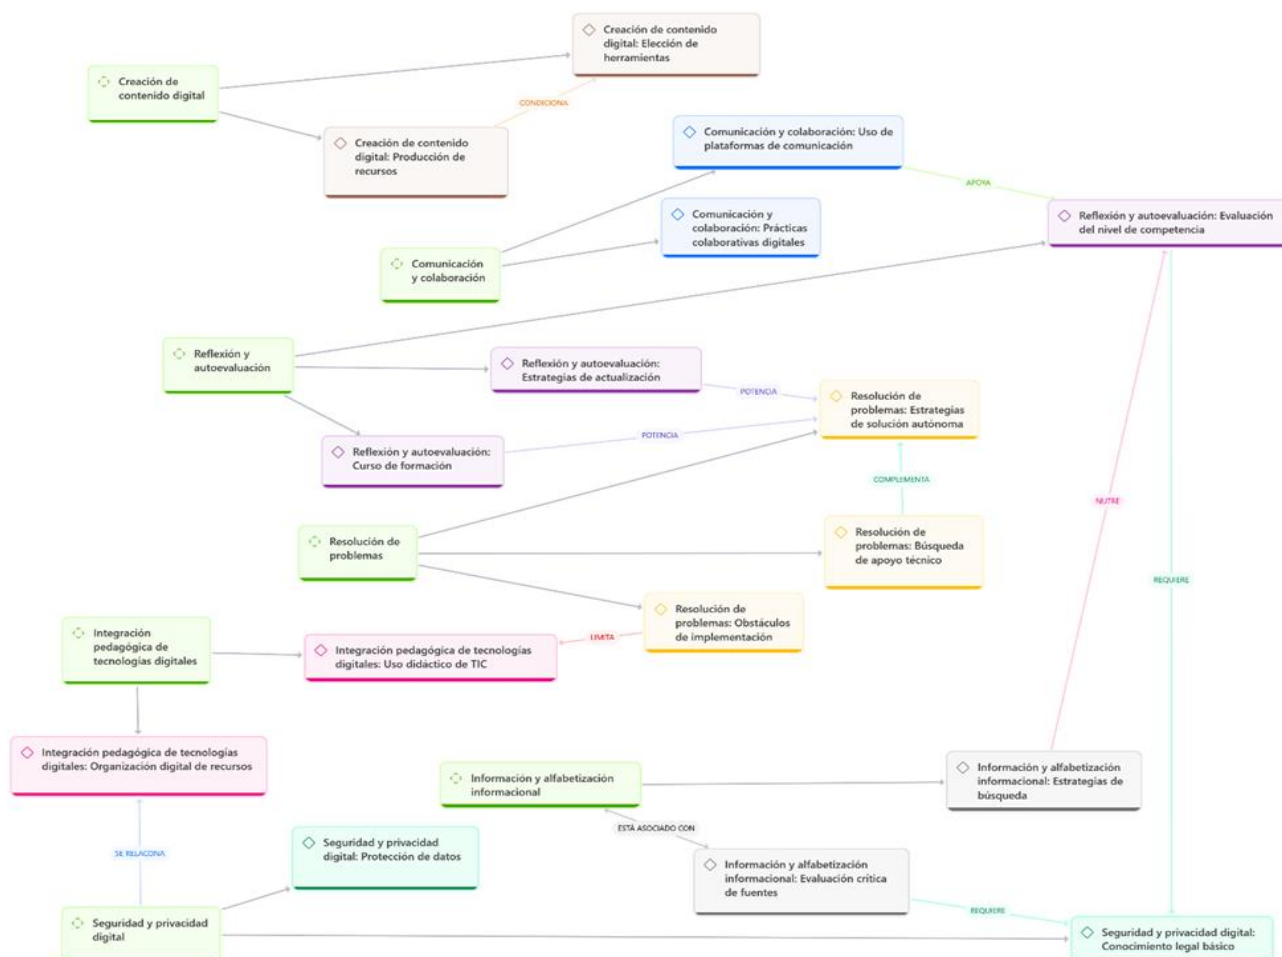 Creación de contenido
digital: Elección de
herramientas
Creación de
contenido digital
CONDICIONA
Creación de contenido
digital: Producción de
recursos
Comunicación y colaboración: Uso de
plataformas de comunicación
APOYA
Comunicación y
colaboración: Prácticas
colaborativas digitales
Reflexión y autoevaluación: Evaluación
del nivel de competencia
Comunicación
y colaboración
Reflexión y
autoevaluación
Reflexión y autoevaluación:
Estrategias de actualización
POTENCIA
Resolución de
problemas: Estrategias
de solución autónoma
POTENCIA
Reflexión y autoevaluación:
Curso de formación
COMPLEMENTA
NUTRE
Resolución de
problemas
Resolución de
problemas: Búsqueda
de apoyo técnico
REQUIERE
Resolución de
problemas: Obstáculos
de implementación
LIMITA
Integración
pedagógica de
tecnologías digitales
Integración pedagógica de tecnologías
digitales: Uso didáctico de TIC
Integración pedagógica de tecnologías
digitales: Organización digital de recursos
Información y alfabetización
informacional
Información y alfabetización
informacional: Estrategias de
búsqueda
ESTÁ ASOCIADO CON
SE RELACONA
Seguridad y privacidad
digital: Protección de datos
Información y alfabetización
informacional: Evaluación crítica
de fuentes
REQUIERE
Seguridad y privacidad
digital
Seguridad y privacidad digital:
Conocimiento legal básico